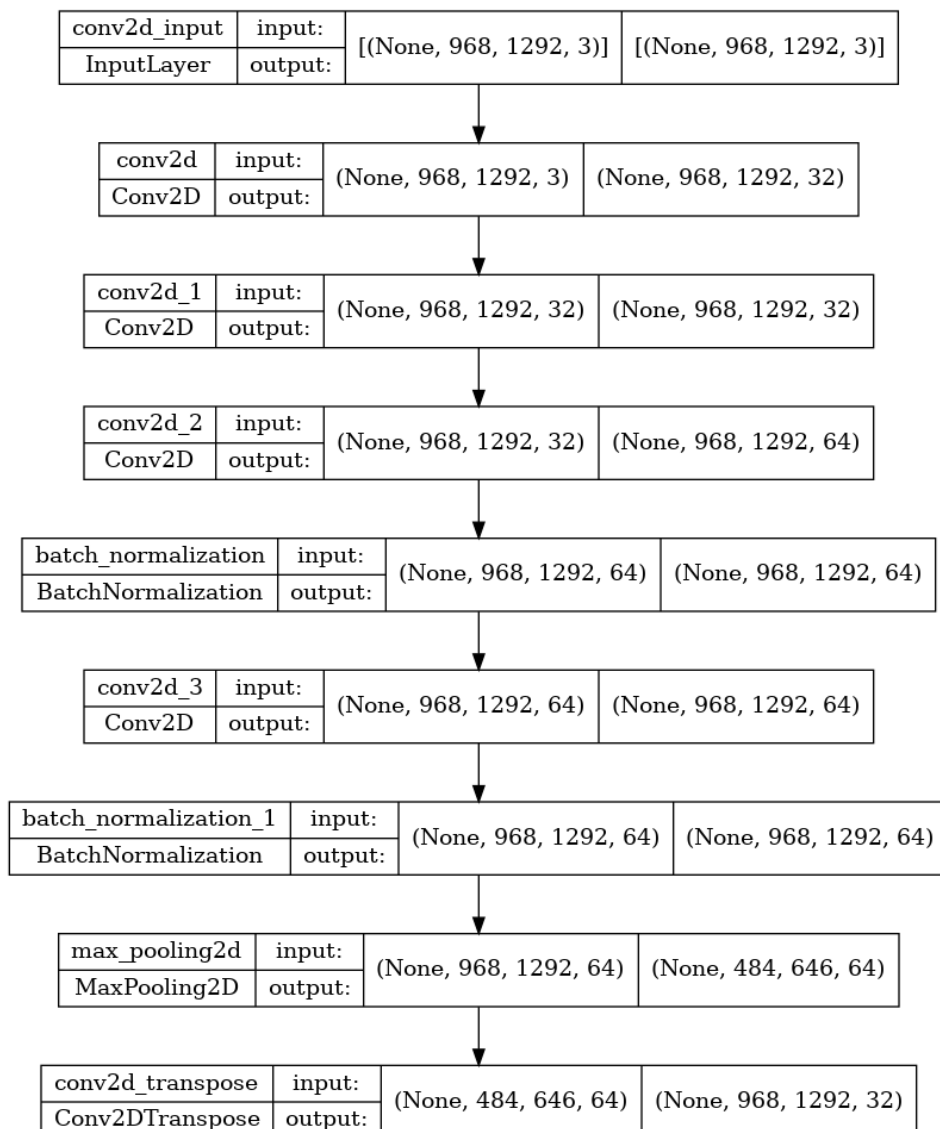 conv2d_input input: [(None, 968, 1292, 3)] [(None, 968, 1292, 3)]
InputLayer output:
conv2d input: (None, 968, 1292, 3) (None, 968, 1292, 32)
Conv2D output:
conv2d_1 input: (None, 968, 1292, 32) (None, 968, 1292, 32)
Conv2D output:
conv2d_2 input: (None, 968, 1292, 32) (None, 968, 1292, 64)
Conv2D output:
batch_normalization input: (None, 968, 1292, 64) (None, 968, 1292, 64)
BatchNormalization output:
conv2d_3 input: (None, 968, 1292, 64) (None, 968, 1292, 64)
Conv2D output:
batch_normalization_1 input: (None, 968, 1292, 64) (None, 968, 1292, 64)
BatchNormalization output:
max_pooling2d input: (None, 968, 1292, 64) (None, 484, 646, 64)
MaxPooling2D output:
conv2d_transpose input: (None, 484, 646, 64) (None, 968, 1292, 32)
Conv2DTranspose output: